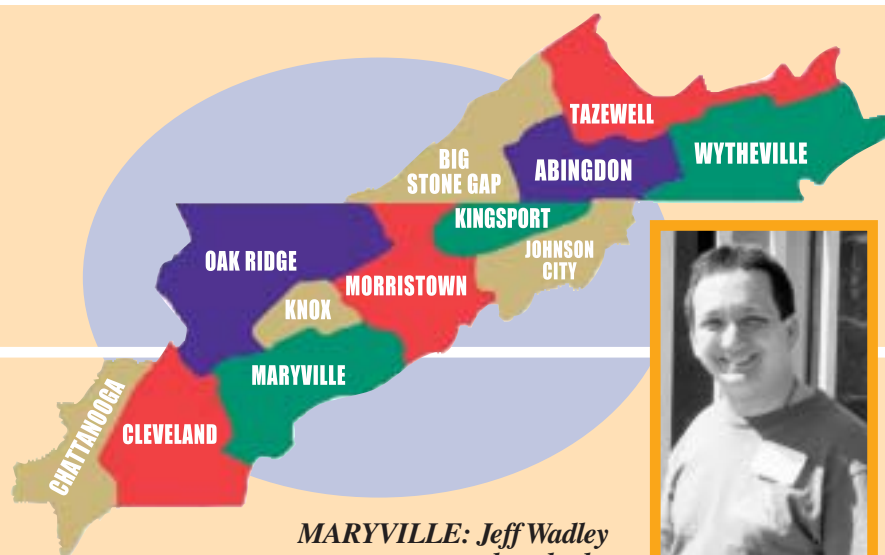 TAZEWELL
BIG
STONE GAP
ABINGDON
WYTHEVILLE
KINGSPORT
JOHNSON
CITY
OAK RIDGE
MORRISTOWN
KNOX
MARYVILLE
CHATTANOOGA
CLEVELAND
MARYVILLE: Jeff Wadley